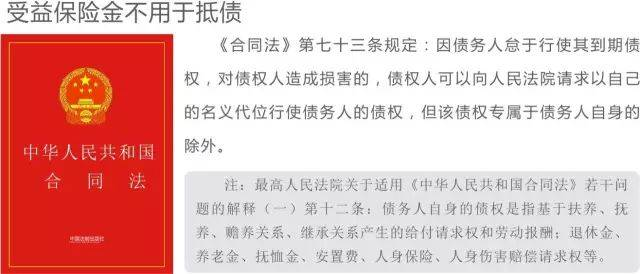 受益保险金不用于抵债
《合同法》第七十三条规定：因债务人怠于行使其到期债
权，对债权人造成损害的，债权人可以向人民法院请求以自
己的名义代位行使债务人的债权，但该债权专属于债务人自身的
除外。
中华人民共和国
合同法
中国法制出版社
注：最高人民法院关于适用《中华人民共和国合同法》若干问
题的解释（一）第十二条：债务人自身的债权是指基于扶养、抚
养、赡养关系、继承关系产生的给付请求权和劳动报酬；退休金、
养老金、抚恤金、安置费、人身保险、人身伤害赔偿请求权等。